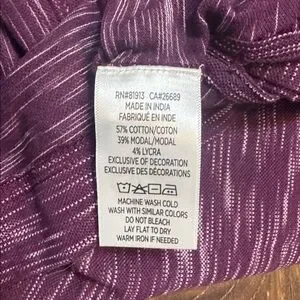 RN#81913 CA#26689
MADE IN INDIA
FABRIQUÉ EN INDE
57% COTTON/COTON
39% MODAL/MODAL
4% LYCRA
EXCLUSIVE OF DECORATION
EXCLUSIVE DES DÉCORATIONS
MACHINE WASH COLD
WASH WITH SIMILAR COLORS
DO NOT BLEACH
LAY FLAT TO DRY
WARM IRON IF NEEDED